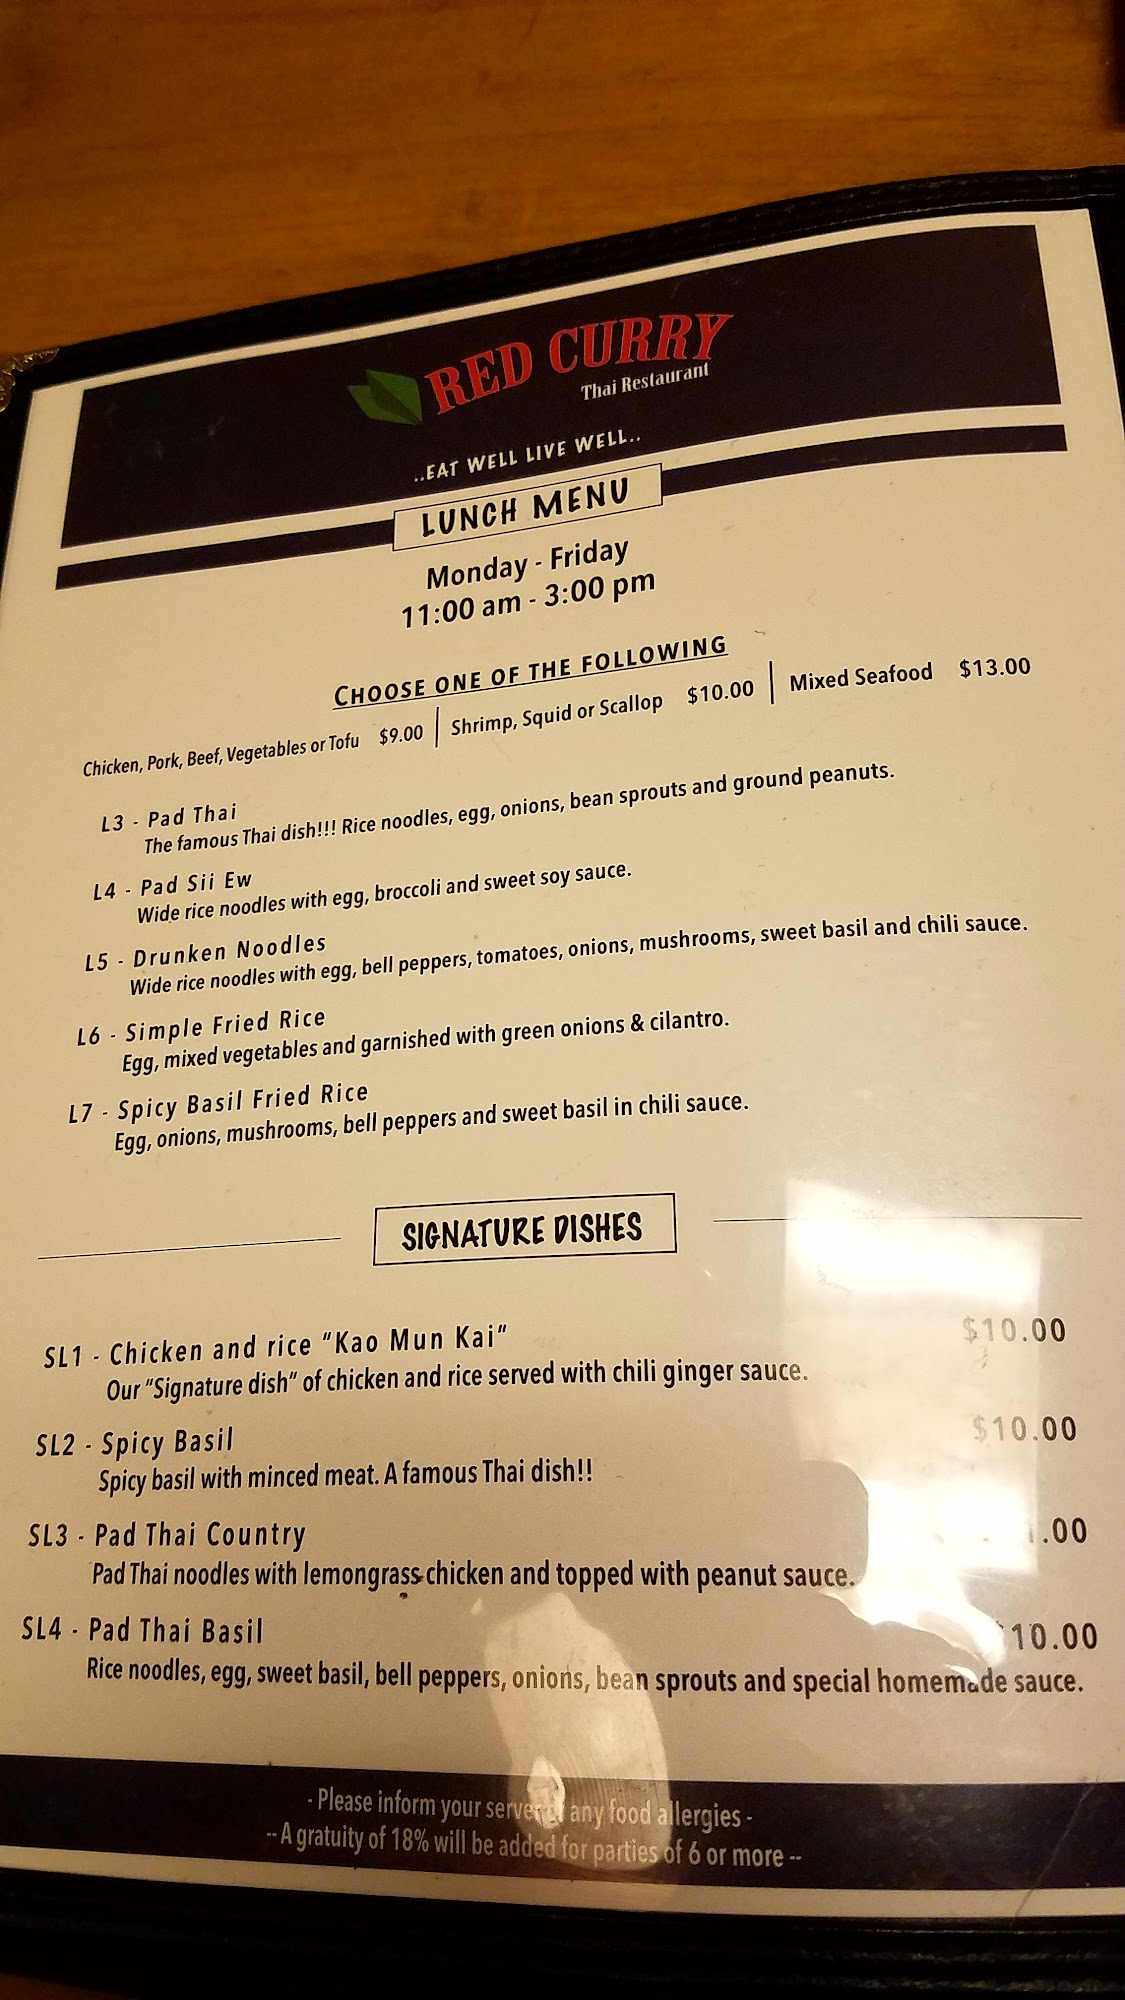 RED CURRY
Thai Restaurant
..EAT WELL LIVE WELL..
LUNCH MENU
Monday - Friday
11:00 am - 3:00 pm
CHOOSE ONE OF THE FOLLOWING
Chicken, Pork, Beef, Vegetables or Tofu $9.00 | Shrimp, Squid or Scallop $10.00 | Mixed Seafood $13.00
L3 - Pad Thai
The famous Thai dish!!! Rice noodles, egg, onions, bean sprouts and ground peanuts.
L4 - Pad Sii Ew
Wide rice noodles with egg, broccoli and sweet soy sauce.
L5 - Drunken Noodles
Wide rice noodles with egg, bell peppers, tomatoes, onions, mushrooms, sweet basil and chili sauce.
L6 - Simple Fried Rice
Egg, mixed vegetables and garnished with green onions & cilantro.
L7 - Spicy Basil Fried Rice
Egg, onions, mushrooms, bell peppers and sweet basil in chili sauce.
SIGNATURE DISHES
SL1 - Chicken and rice "Kao Mun Kai" $10.00
Our "Signature dish" of chicken and rice served with chili ginger sauce.
SL2 - Spicy Basil $10.00
Spicy basil with minced meat. A famous Thai dish!!
SL3 - Pad Thai Country
Pad Thai noodles with lemongrass chicken and topped with peanut sauce.
SL4 - Pad Thai Basil $10.00
Rice noodles, egg, sweet basil, bell peppers, onions, bean sprouts and special homemade sauce.
- Please inform your server of any food allergies -
-- A gratuity of 18% will be added for parties of 6 or more --